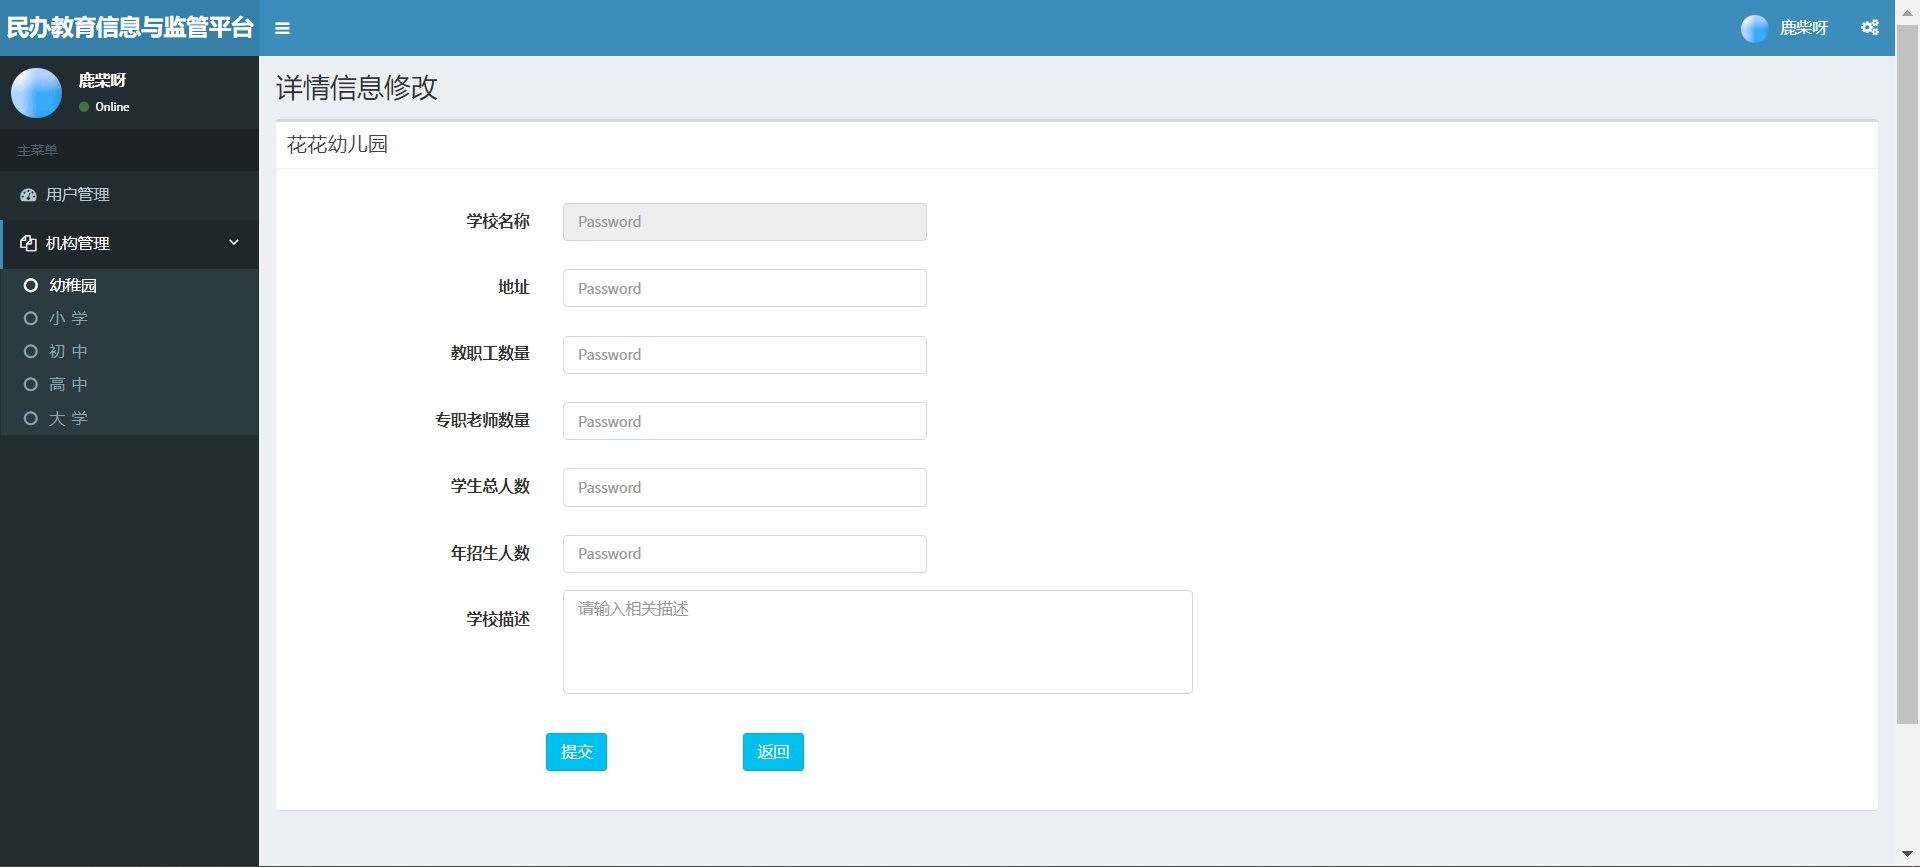 民办教育信息与监管平台
鹿柴呀
鹿柴呀
Online
主菜单
用户管理
机构管理
幼稚园
小 学
初 中
高 中
大 学
详情信息修改
花花幼儿园
学校名称 Password
地址 Password
教职工数量 Password
专职老师数量 Password
学生总人数 Password
年招生人数 Password
学校描述 请输入相关描述
提交 返回